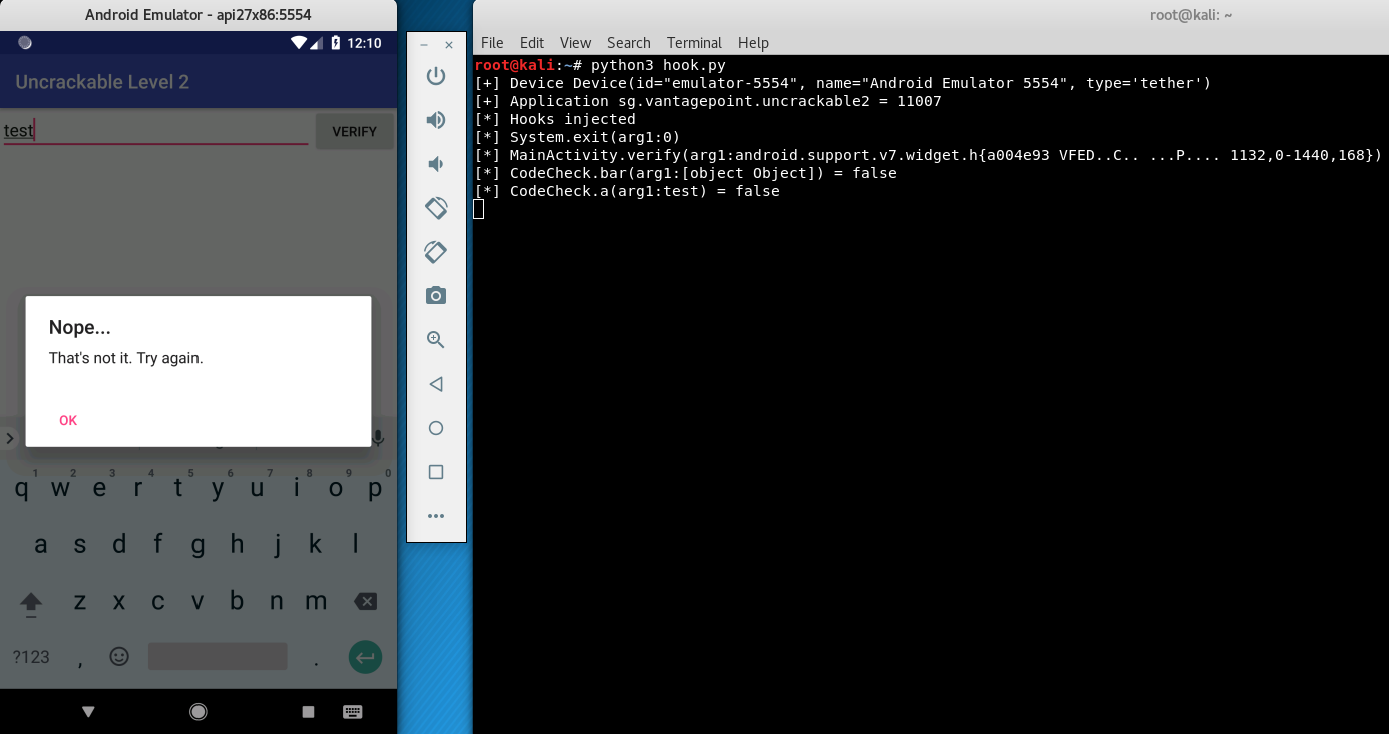 Android Emulator - api27x86:5554
12:10
Uncrackable Level 2
test
VERIFY
Nope...
That's not it. Try again.
OK
1 2 3 4 5 6 7 8 9 0
q w e r t y u i o p
a s d f g h j k l
z x c v b n m
?123 , .
root@kali: ~
File Edit View Search Terminal Help
root@kali:~# python3 hook.py
[+] Device Device(id="emulator-5554", name="Android Emulator 5554", type='tether')
[+] Application sg.vantagepoint.uncrackable2 = 11007
[*] Hooks injected
[*] System.exit(arg1:0)
[*] MainActivity.verify(arg1:android.support.v7.widget.h{a004e93 VFED..C.. ...P.... 1132,0-1440,168})
[*] CodeCheck.bar(arg1:[object Object]) = false
[*] CodeCheck.a(arg1:test) = false